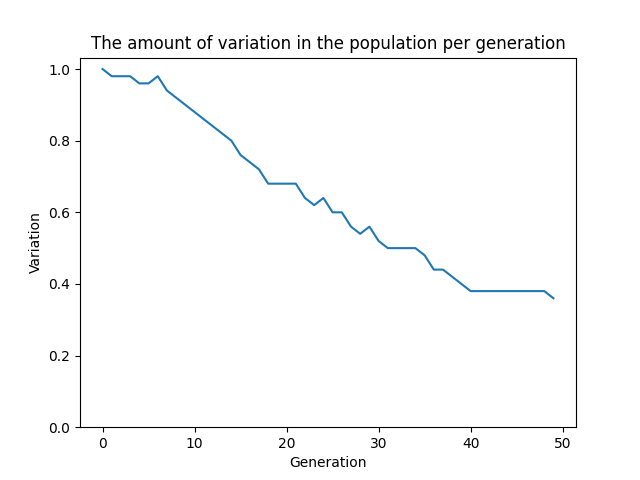 The amount of variation in the population per generation
1.0
0.8
0.6
0.4
0.2
0.0
Variation
0 10 20 30 40 50
Generation